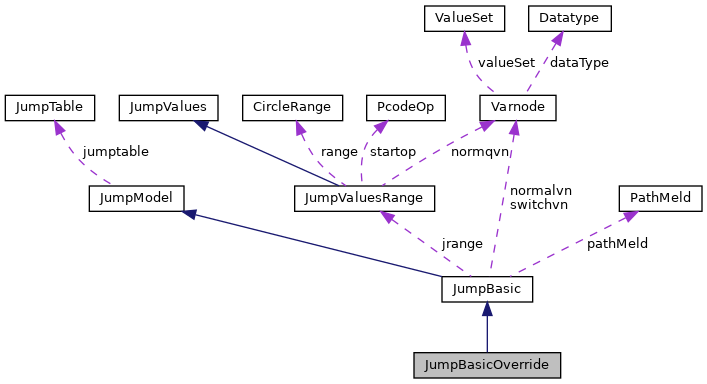 ValueSet
Datatype
valueSet
dataType
JumpTable
JumpValues
CircleRange
PcodeOp
Varnode
jumptable
range
startop
normqvn
JumpModel
JumpValuesRange
normalvn
switchvn
PathMeld
jrange
pathMeld
JumpBasic
JumpBasicOverride